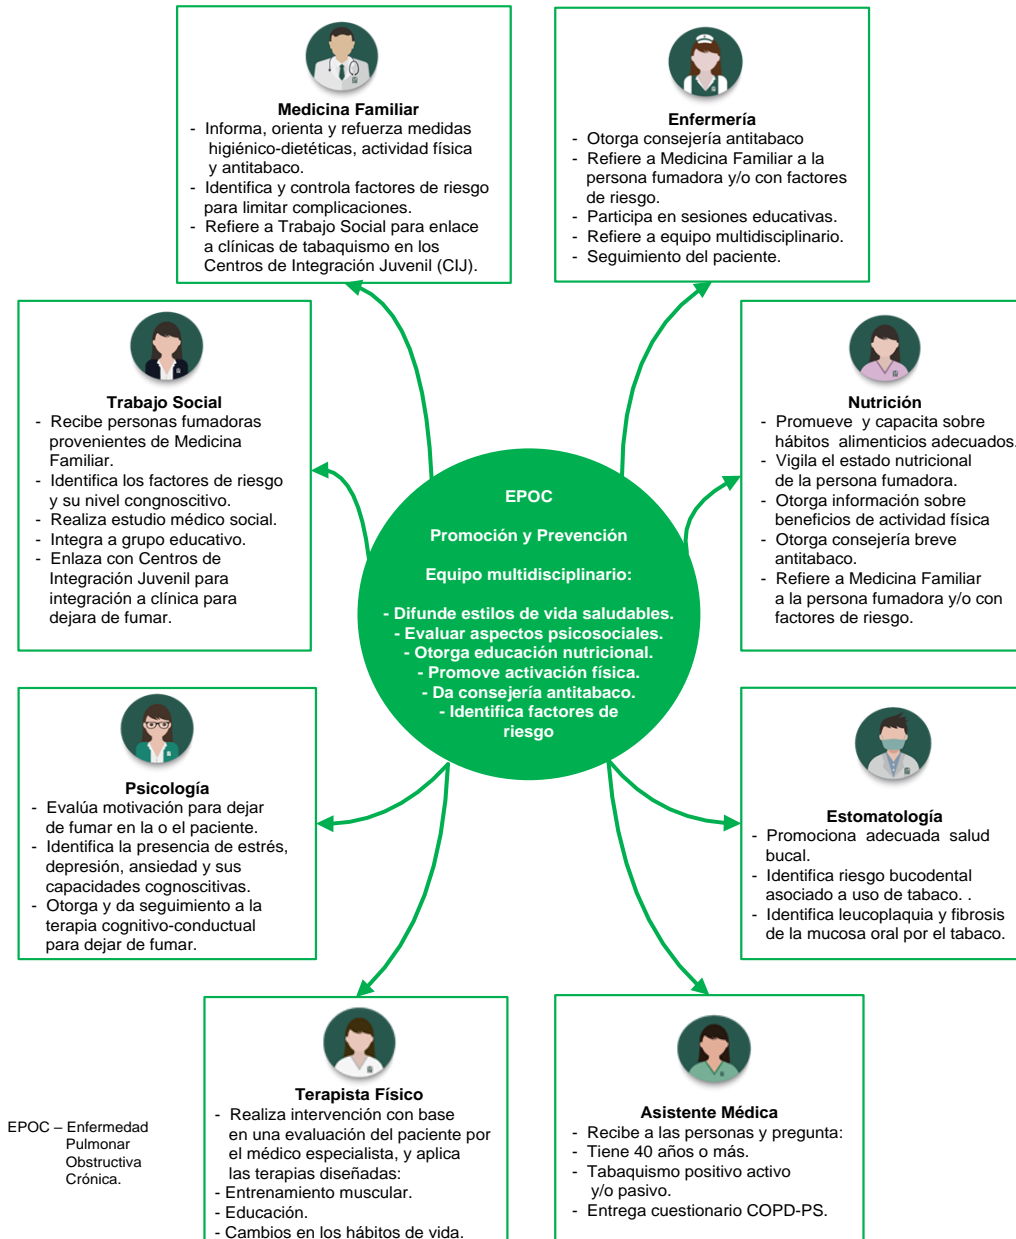 Medicina Familiar
- Informa, orienta y refuerza medidas
higiénico-dietéticas, actividad física
y antitabaco.
- Identifica y controla factores de riesgo
para limitar complicaciones.
- Refiere a Trabajo Social para enlace
a clínicas de tabaquismo en los
Centros de Integración Juvenil (CIJ).
Enfermería
- Otorga consejería antitabaco
- Refiere a Medicina Familiar a la
persona fumadora y/o con factores
de riesgo.
- Participa en sesiones educativas.
- Refiere a equipo multidisciplinario.
- Seguimiento del paciente.
Trabajo Social
- Recibe personas fumadoras
provenientes de Medicina
Familiar.
- Identifica los factores de riesgo
y su nivel congnoscitivo.
- Realiza estudio médico social.
- Integra a grupo educativo.
- Enlaza con Centros de
Integración Juvenil para
integración a clínica para
dejara de fumar.
Nutrición
- Promueve y capacita sobre
hábitos alimenticios adecuados.
- Vigila el estado nutricional
de la persona fumadora.
- Otorga información sobre
beneficios de actividad física
- Otorga consejería breve
antitabaco.
- Refiere a Medicina Familiar
a la persona fumadora y/o con
factores de riesgo.
EPOC
Promoción y Prevención
Equipo multidisciplinario:
- Difunde estilos de vida saludables.
- Evaluar aspectos psicosociales.
- Otorga educación nutricional.
- Promove activación física.
- Da consejería antitabaco.
- Identifica factores de
riesgo
Psicología
- Evalúa motivación para dejar
de fumar en la o el paciente.
- Identifica la presencia de estrés,
depresión, ansiedad y sus
capacidades cognoscitivas.
- Otorga y da seguimiento a la
terapia cognitivo-conductual
para dejar de fumar.
Estomatología
- Promociona adecuada salud
bucal.
- Identifica riesgo bucodental
asociado a uso de tabaco. .
- Identifica leucoplaquia y fibrosis
de la mucosa oral por el tabaco.
Terapista Físico
- Realiza intervención con base
en una evaluación del paciente por
el médico especialista, y aplica
las terapias diseñadas:
- Entrenamiento muscular.
- Educación.
- Cambios en los hábitos de vida.
Asistente Médica
- Recibe a las personas y pregunta:
- Tiene 40 años o más.
- Tabaquismo positivo activo
y/o pasivo.
- Entrega cuestionario COPD-PS.
EPOC – Enfermedad
Pulmonar
Obstructiva
Crónica.